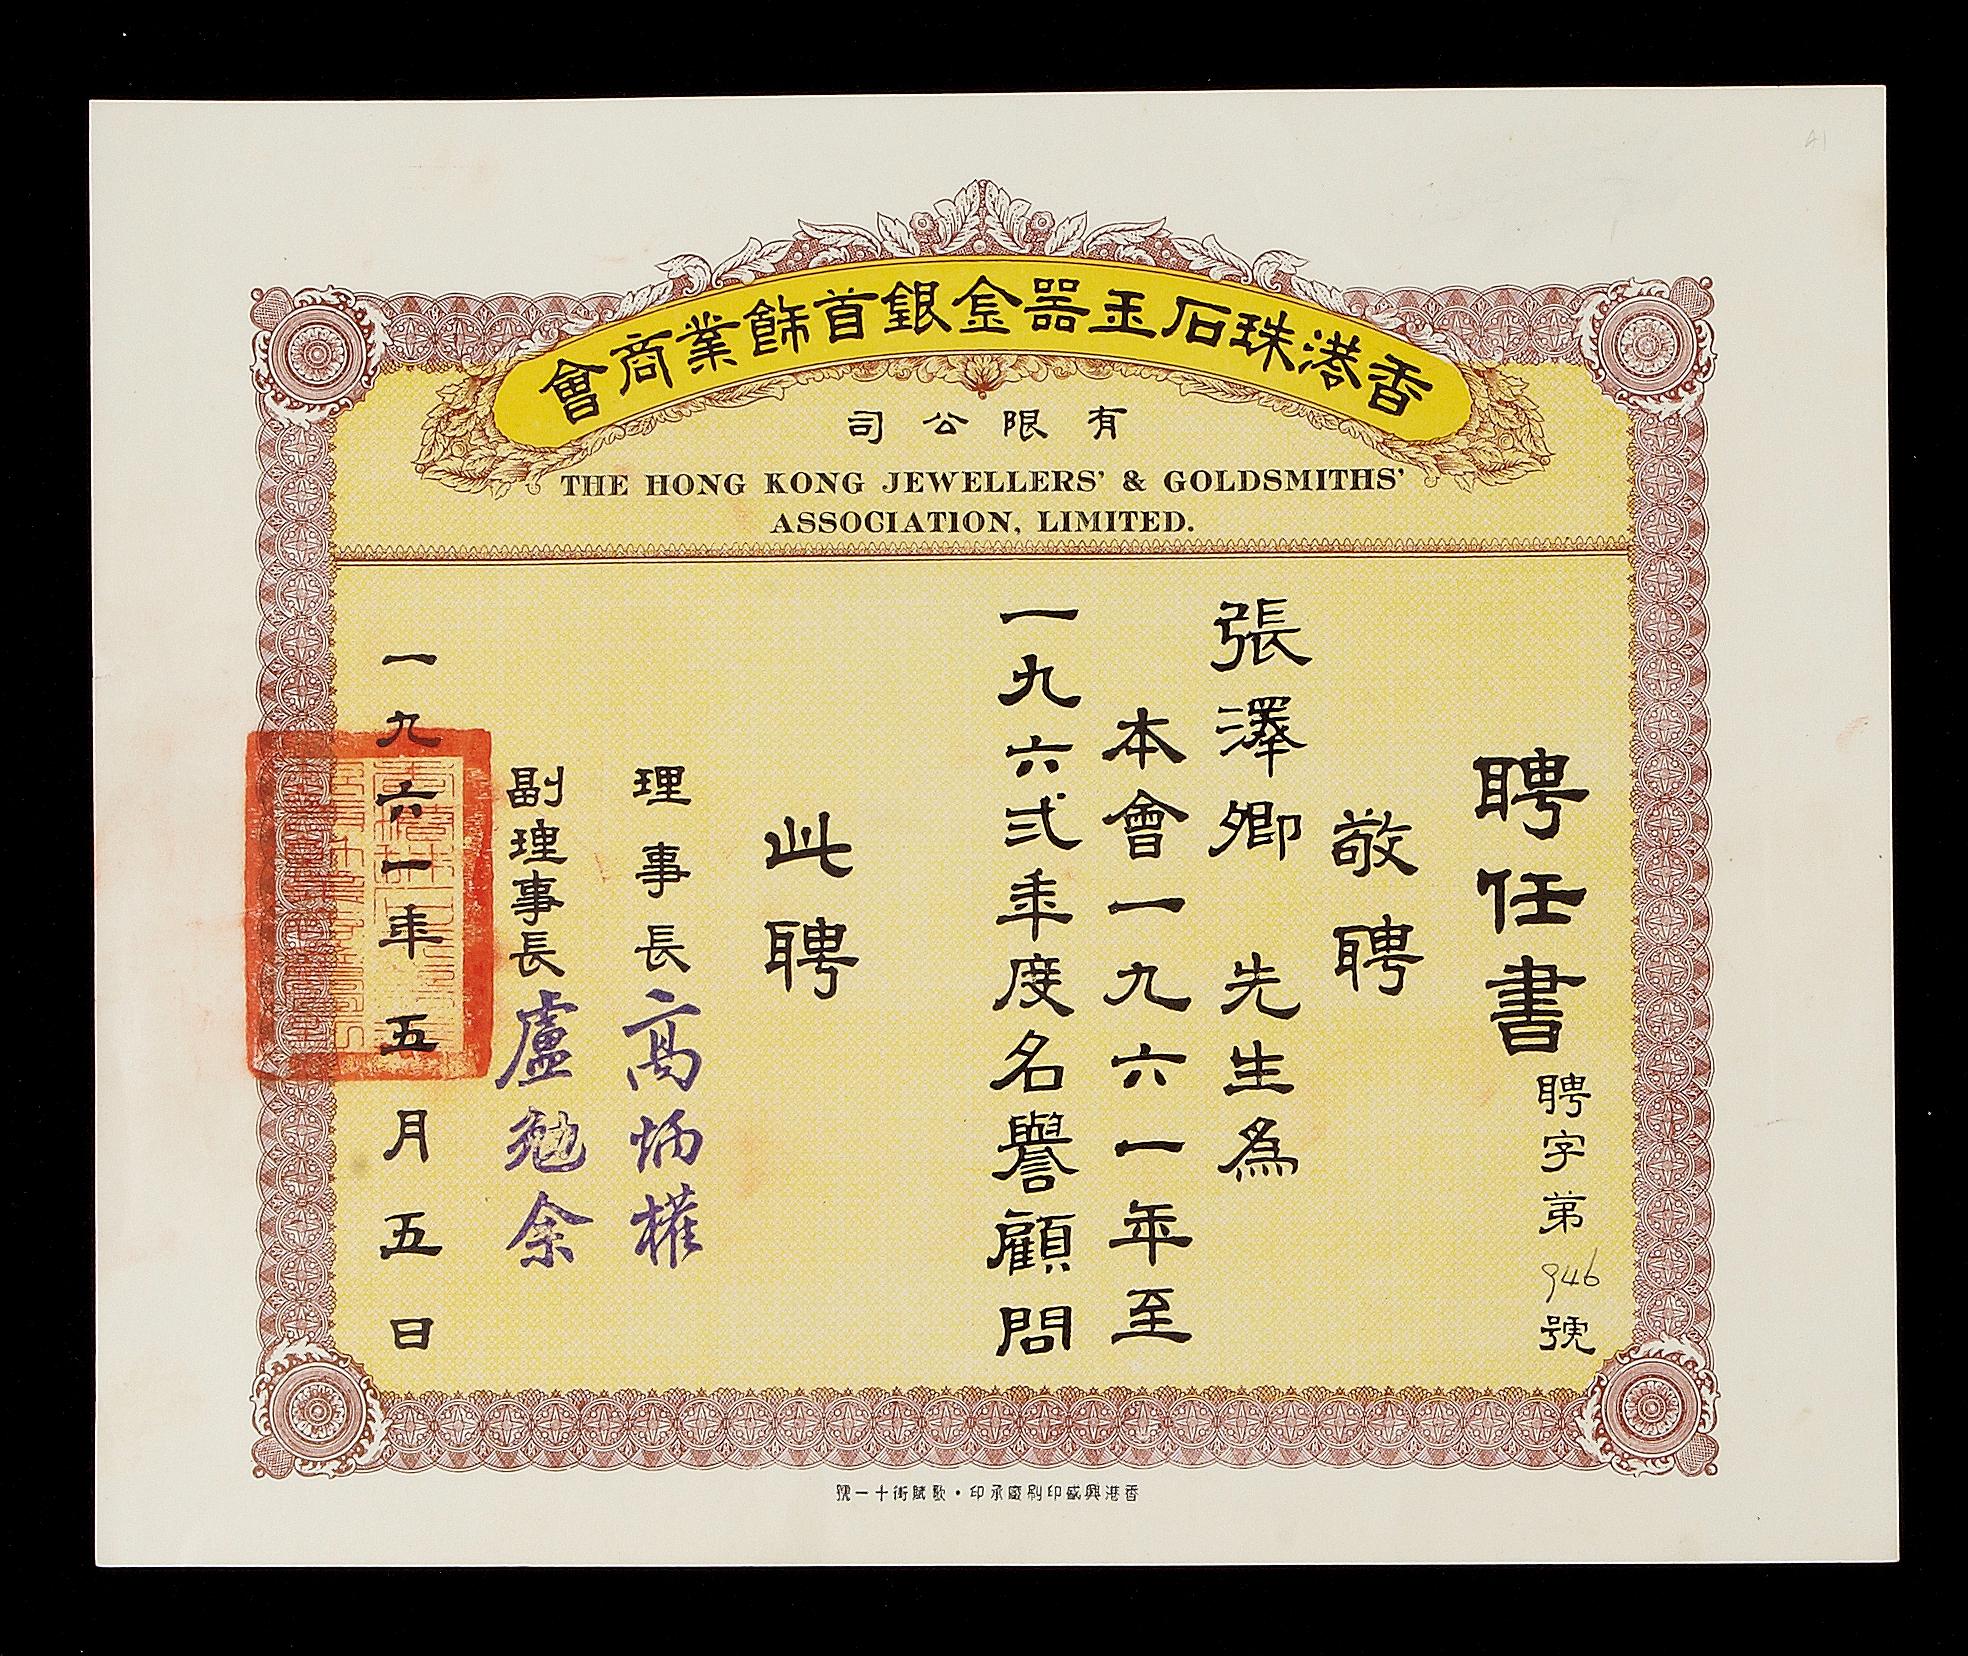 香港珠石玉器金銀首飾業商會
有限公司
THE HONG KONG JEWELLERS' & GOLDSMITHS'
ASSOCIATION, LIMITED.
聘任書
聘字第946號
敬聘
張澤卿 先生為
本會一九六一年至
一九六弍年度名譽顧問
此聘
理事長 高炳權
副理事長 盧勉余
一九六一年五月五日
香港興盛印刷廠承印・歌賦街十一號